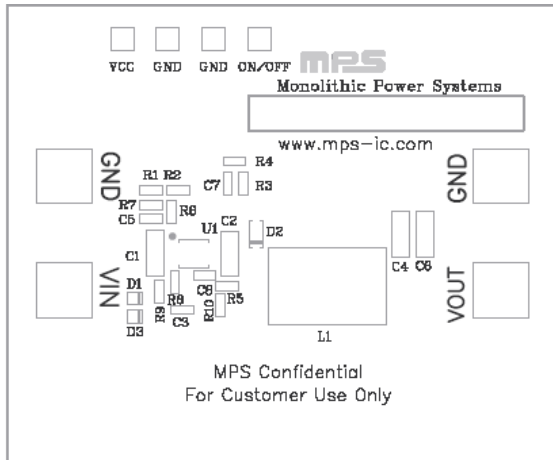 VCC GND GND ON/OFF
mps
Monolithic Power Systems
www.mps-ic.com
GND
GND
R4
R1 R2
C7 R3
R7
C5
R6
U1
C2
D2
C1
C4 C6
VIN
VOUT
D1
R8
C8
R5
R9
C3
R10
D3
L1
MPS Confidential
For Customer Use Only